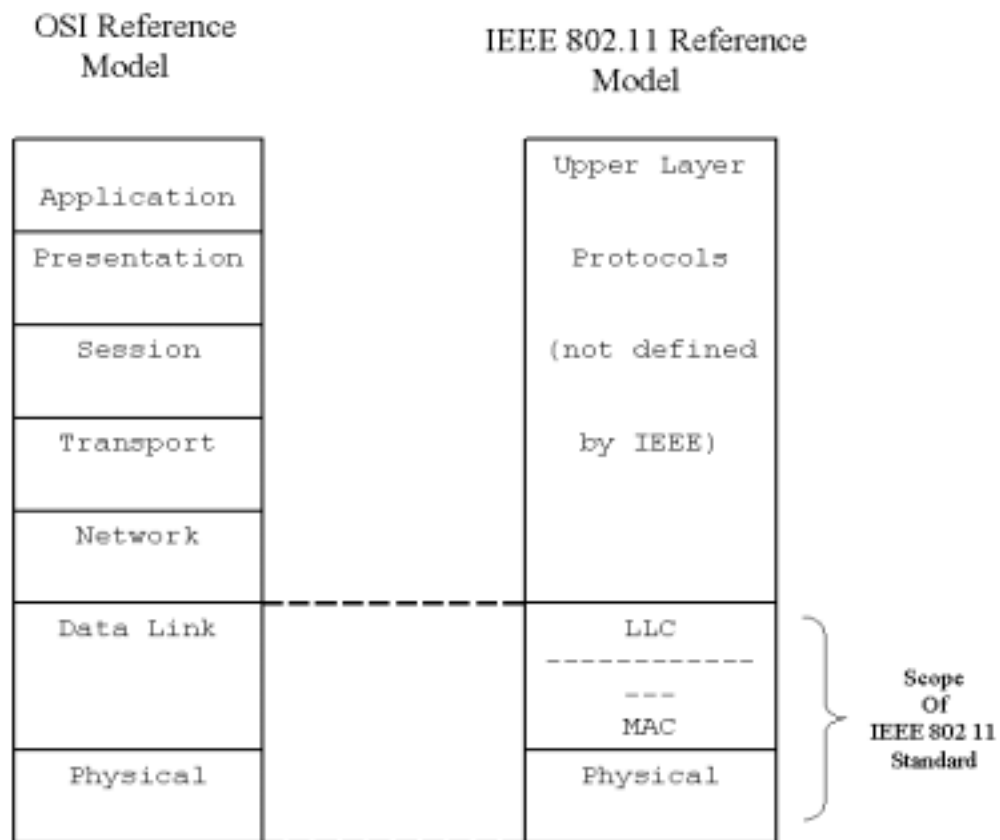 OSI Reference
Model
IEEE 802.11 Reference
Model
Application
Presentation
Session
Transport
Network
Data Link
Physical
Upper Layer
Protocols
(not defined
by IEEE)
LLC
------------
---
MAC
Physical
Scope
Of
IEEE 802 11
Standard